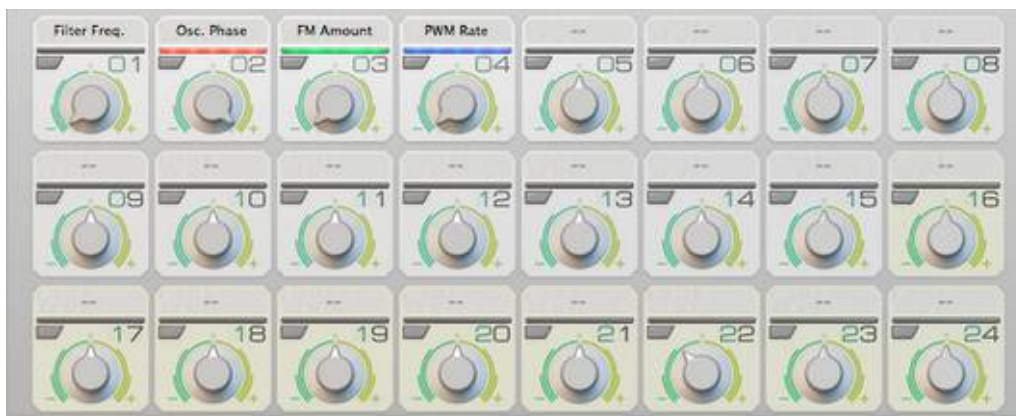 Filter Freq. Osc. Phase FM Amount PWM Rate -- -- -- --
01 02 03 04 05 06 07 08
-- -- -- -- -- -- -- --
09 10 11 12 13 14 15 16
-- -- -- -- -- -- -- --
17 18 19 20 21 22 23 24